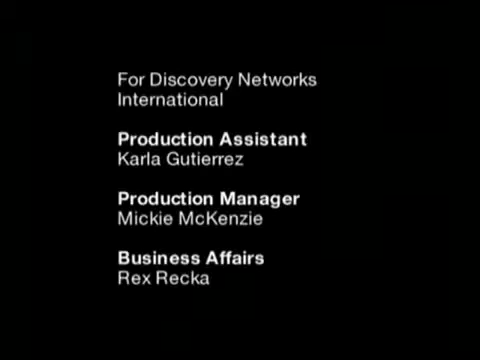 For Discovery Networks
International
Production Assistant
Karla Gutierrez
Production Manager
Mickie McKenzie
Business Affairs
Rex Recka